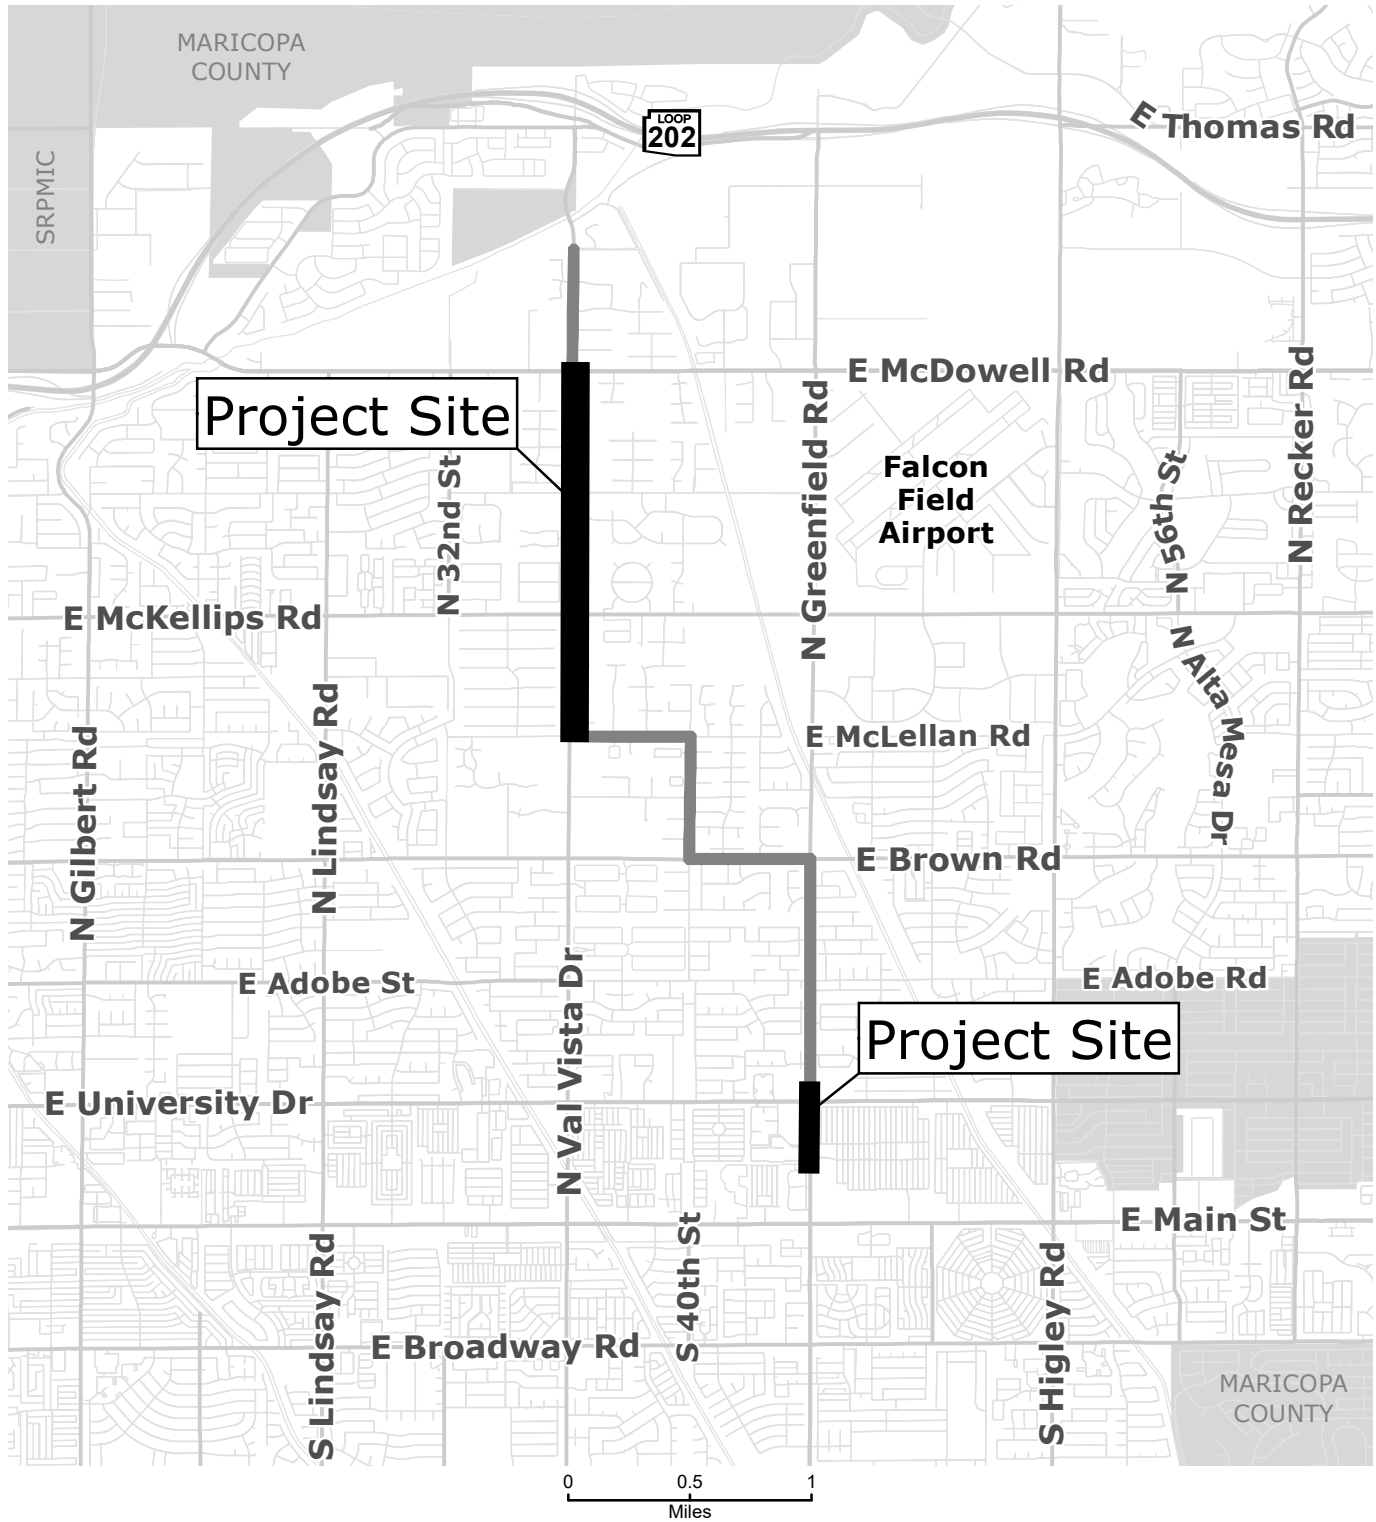 MARICOPA
COUNTY
LOOP
202
E Thomas Rd
SRPMIC
E McDowell Rd
Project Site
N 32nd St
N Greenfield Rd
Falcon
Field
Airport
N 56th St
N Recker Rd
E McKellips Rd
N Alta Mesa Dr
N Lindsay Rd
N Gilbert Rd
E McLellan Rd
E Brown Rd
E Adobe St
N Val Vista Dr
E Adobe Rd
Project Site
E University Dr
E Main St
S Lindsay Rd
S 40th St
S Higley Rd
E Broadway Rd
MARICOPA
COUNTY
0 0.5 1
Miles